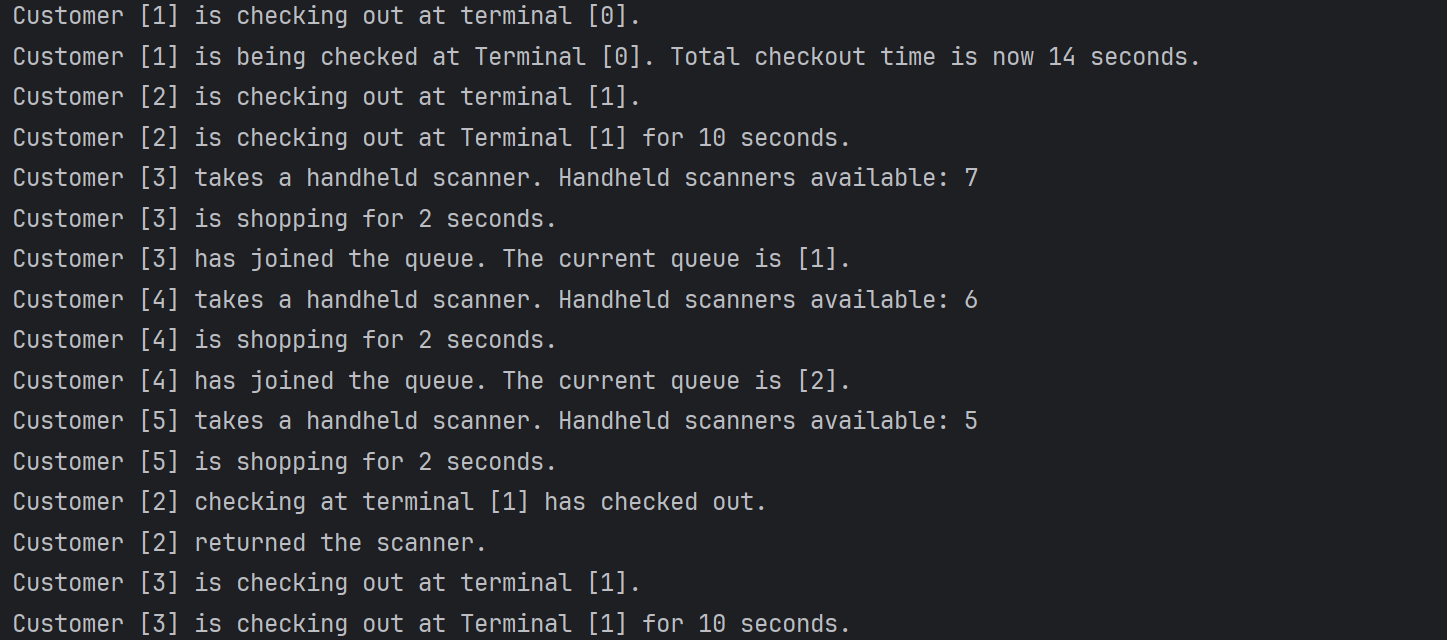 Customer [1] is checking out at terminal [0].
Customer [1] is being checked at Terminal [0]. Total checkout time is now 14 seconds.
Customer [2] is checking out at terminal [1].
Customer [2] is checking out at Terminal [1] for 10 seconds.
Customer [3] takes a handheld scanner. Handheld scanners available: 7
Customer [3] is shopping for 2 seconds.
Customer [3] has joined the queue. The current queue is [1].
Customer [4] takes a handheld scanner. Handheld scanners available: 6
Customer [4] is shopping for 2 seconds.
Customer [4] has joined the queue. The current queue is [2].
Customer [5] takes a handheld scanner. Handheld scanners available: 5
Customer [5] is shopping for 2 seconds.
Customer [2] checking at terminal [1] has checked out.
Customer [2] returned the scanner.
Customer [3] is checking out at terminal [1].
Customer [3] is checking out at Terminal [1] for 10 seconds.